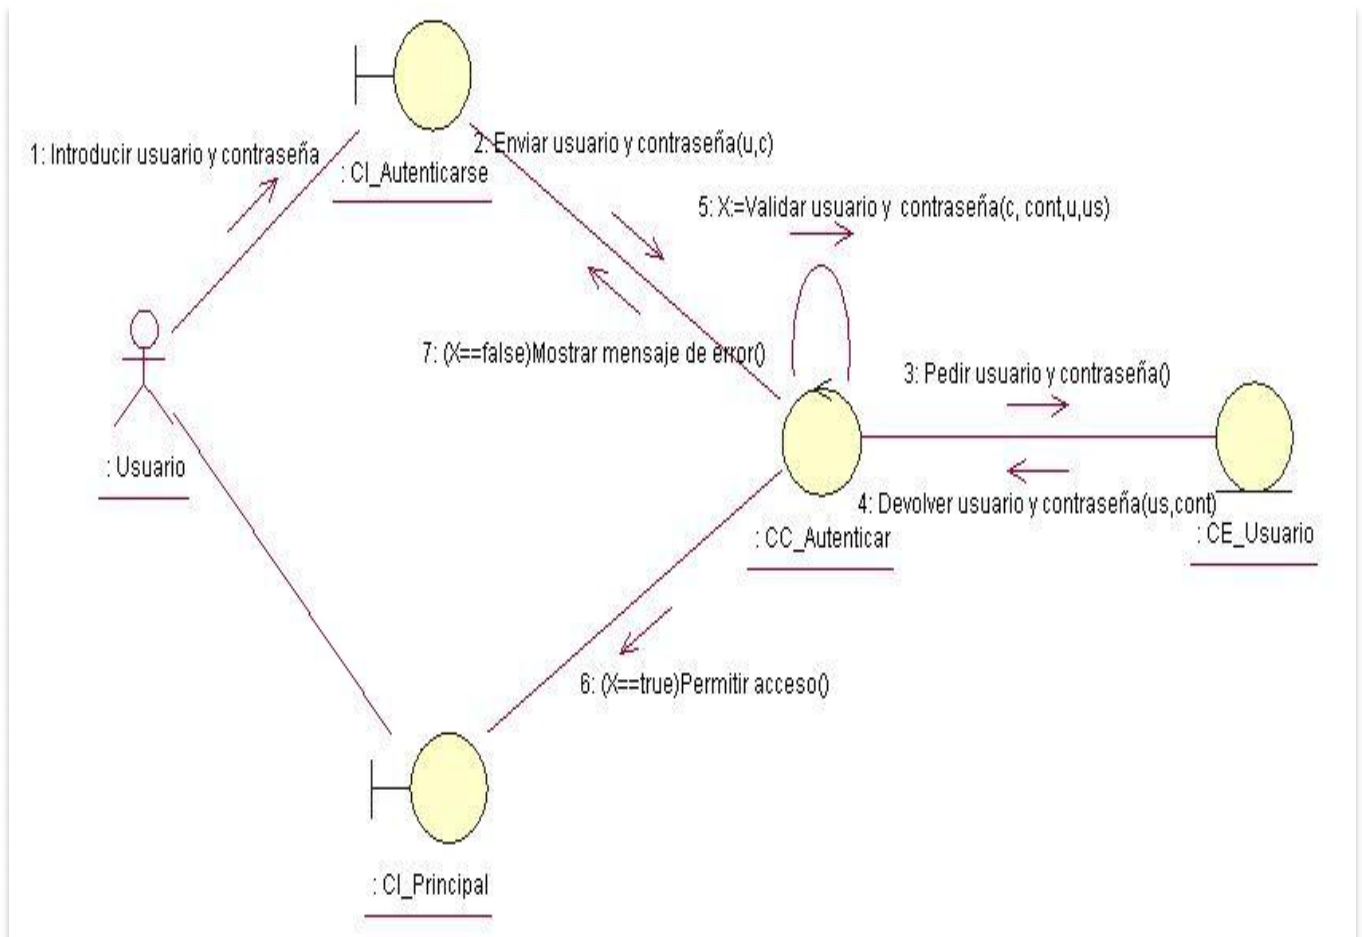 1: Introducir usuario y contraseña
2: Enviar usuario y contraseña(u,c)
: CI_Autenticarse
5: X:=Validar usuario y contraseña(c, cont,u,us)
7: (X==false)Mostrar mensaje de error()
3: Pedir usuario y contraseña()
: Usuario
4: Devolver usuario y contraseña(us,cont)
: CC_Autenticar
: CE_Usuario
6: (X==true)Permitir acceso()
: CI_Principal